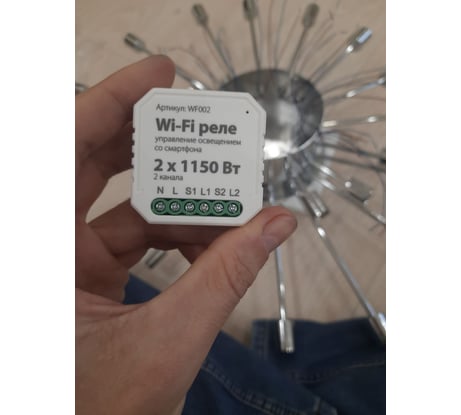 Артикул: WF002
Wi-Fi реле
управление освещением
со смартфона
2 x 1150 Вт
2 канала
N L S1 L1 S2 L2